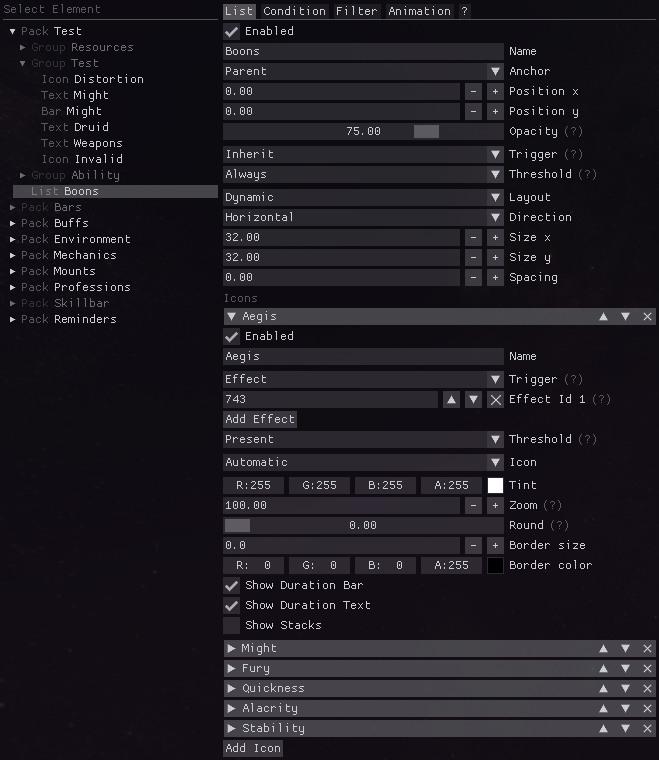 Select Element
Pack Test
Group Resources
Group Test
Icon Distortion
Text Might
Bar Might
Text Druid
Text Weapons
Icon Invalid
Group Ability
List Boons
Pack Bars
Pack Buffs
Pack Environment
Pack Mechanics
Pack Mounts
Pack Professions
Pack Skillbar
Pack Reminders
List Condition Filter Animation ?
Enabled
Boons Name
Parent Anchor
0.00 - + Position x
0.00 - + Position y
75.00 Opacity (?)
Inherit Trigger (?)
Always Threshold (?)
Dynamic Layout
Horizontal Direction
32.00 - + Size x
32.00 - + Size y
0.00 - + Spacing
Icons
Aegis
Enabled
Aegis Name
Effect Trigger (?)
743 Effect Id 1 (?)
Add Effect
Present Threshold (?)
Automatic Icon
R:255 G:255 B:255 A:255 Tint
100.00 - + Zoom (?)
0.00 Round (?)
0.0 - + Border size
R: 0 G: 0 B: 0 A:255 Border color
Show Duration Bar
Show Duration Text
Show Stacks
Might
Fury
Quickness
Alacrity
Stability
Add Icon